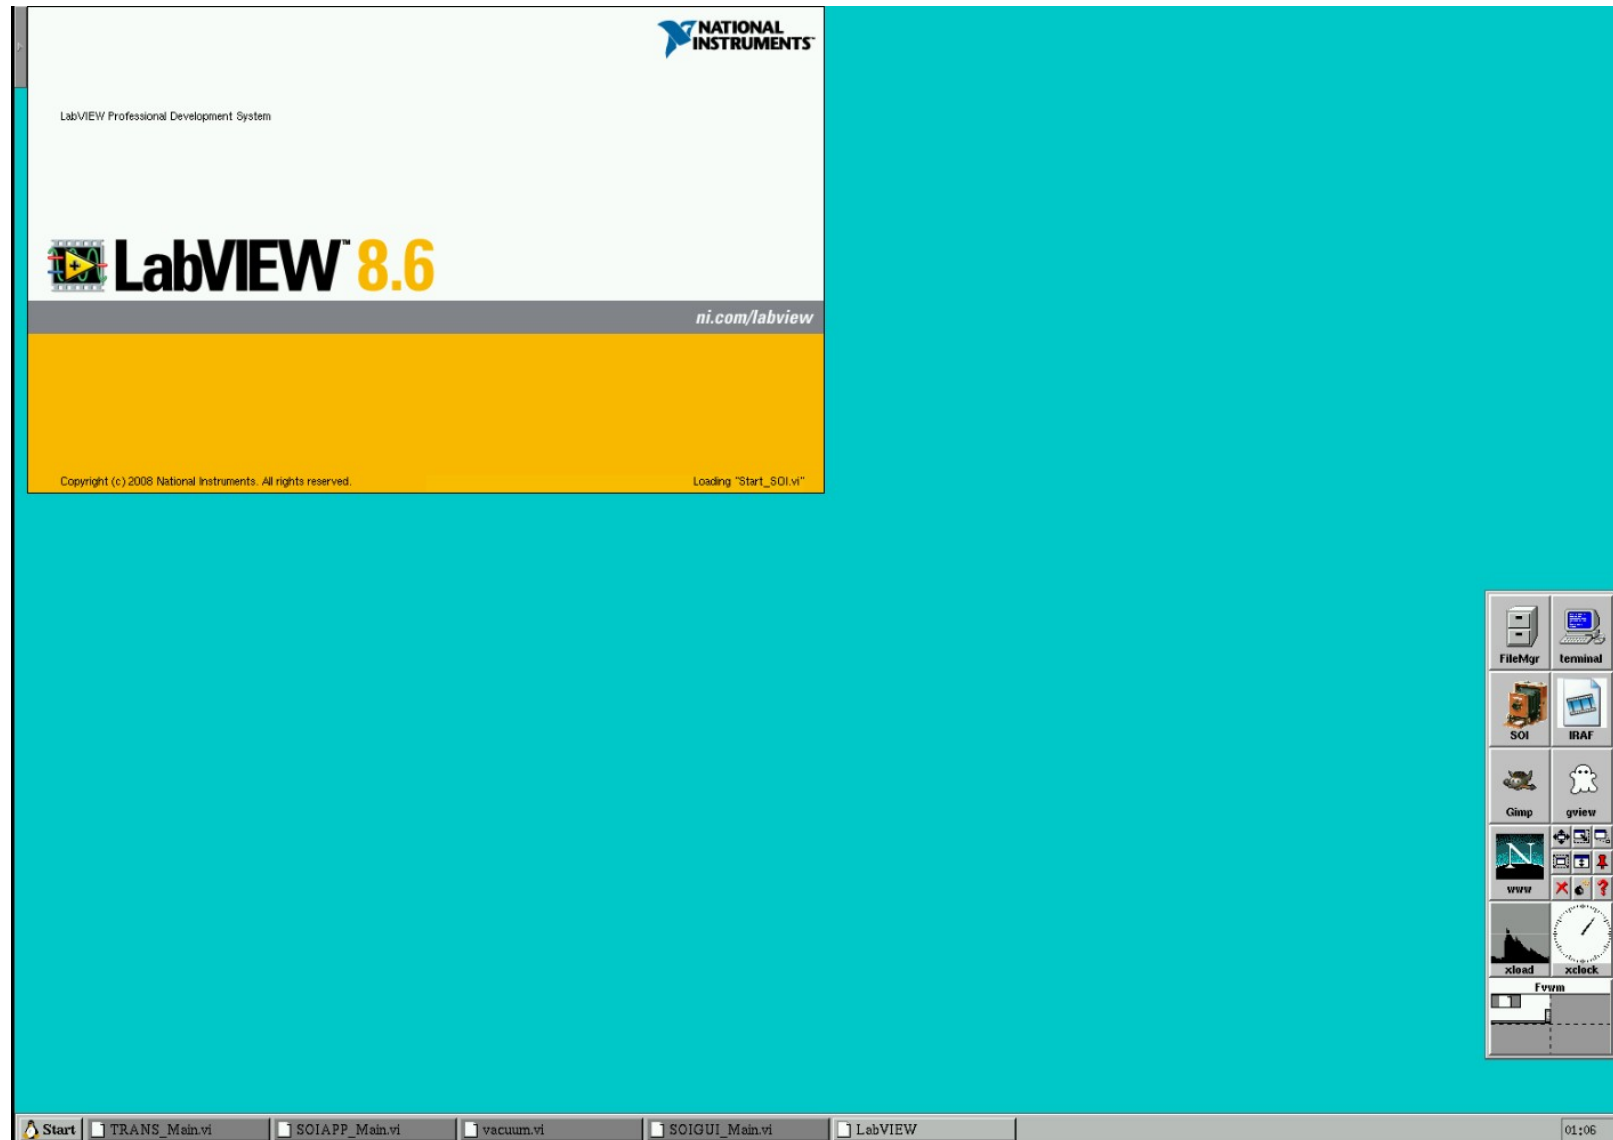 NATIONAL
INSTRUMENTS™
LabVIEW Professional Development System
LabVIEW™ 8.6
ni.com/labview
Copyright (c) 2008 National Instruments. All rights reserved.
Loading "Start_SOI.vi"
FileMgr
terminal
SOI
IRAF
Gimp
gview
N
www
xload
xclock
Fvwm
Start
TRANS_Main.vi
SOIAPP_Main.vi
vacuum.vi
SOIGUI_Main.vi
LabVIEW
01:06